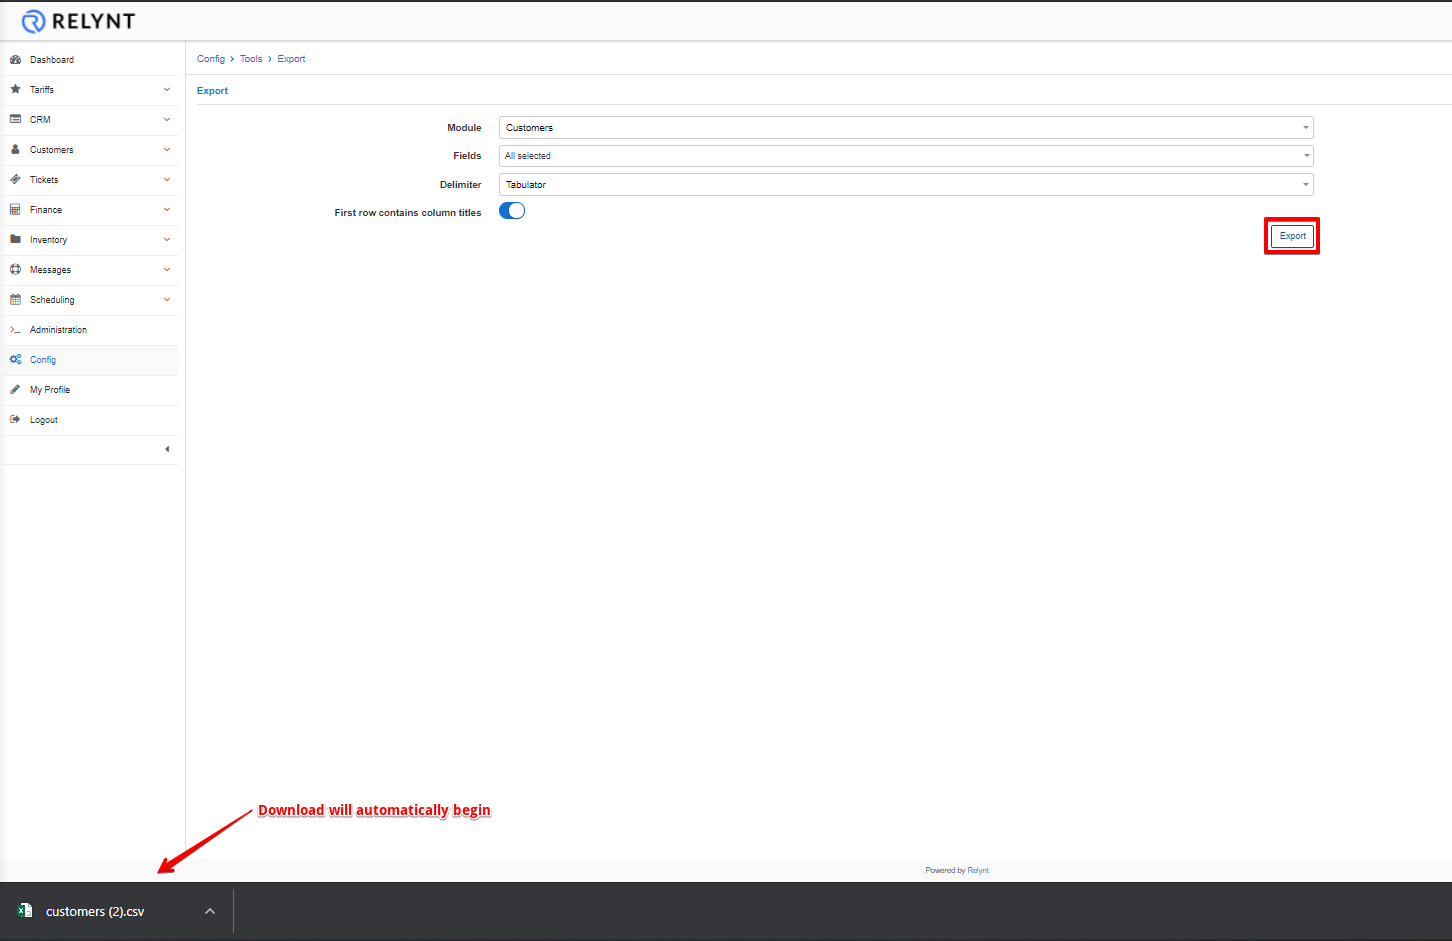 RELYNT
Dashboard
Tariffs
CRM
Customers
Tickets
Finance
Inventory
Messages
Scheduling
Administration
Config
My Profile
Logout
Config > Tools > Export
Export
Module Customers
Fields All selected
Delimiter Tabulator
First row contains column titles
Export
Download will automatically begin
Powered by Relynt
customers (2).csv